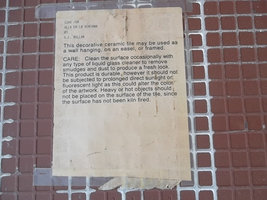 CARE FOR
BY
This decorative ceramic tile may be used as
a wall hanging, on an easel, or framed.
CARE: Clean the surface occasionally with
any type of liquid glass cleaner to remove
smudges and dust to produce a fresh look.
This product is durable, however it should not
be subjected to prolonged direct sunlight or
fluorescent light as this could alter the color
of the artwork. Heavy or hot objects should
not be placed on the surface of the tile, since
the surface has not been kiln fired.